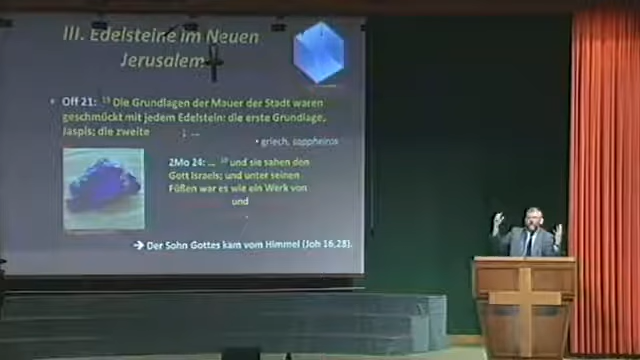 III. Edelsteine im Neuen
Jerusalem
• Off 21: 19 Die Grundlagen der Mauer der Stadt waren
geschmückt mit jedem Edelstein: die erste Grundlage,
Jaspis; die zweite ; ...
• griech. sappheiros
2Mo 24: ... 10 und sie sahen den
Gott Israels; und unter seinen
Füßen war es wie ein Werk von
und
➔ Der Sohn Gottes kam vom Himmel (Joh 16,28).